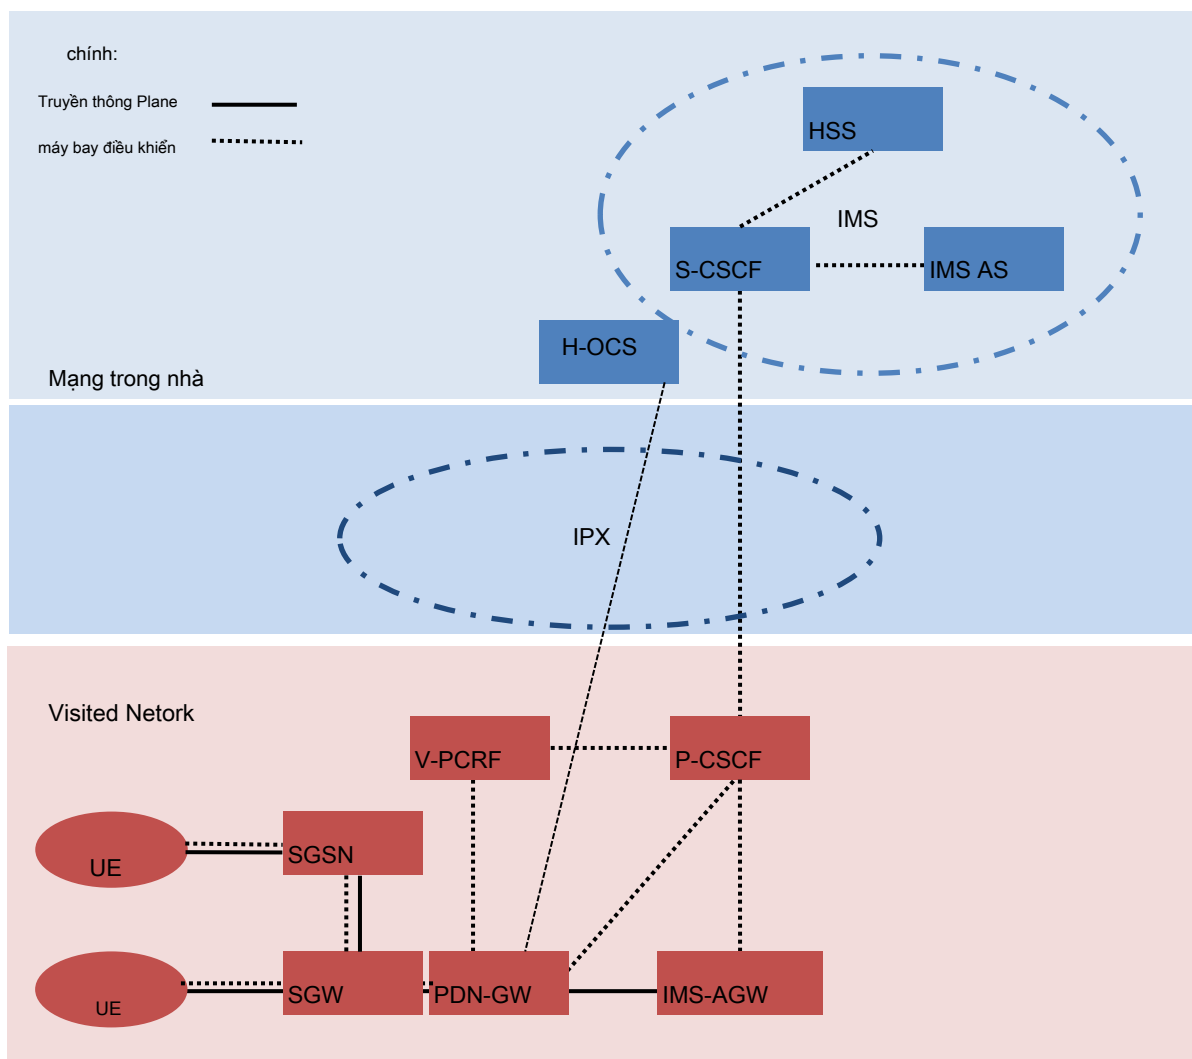 chính:
Truyền thông Plane
máy bay điều khiển
HSS
IMS
S-CSCF
IMS AS
H-OCS
Mạng trong nhà
IPX
Visited Netork
V-PCRF
P-CSCF
SGSN
UE
SGW
PDN-GW
IMS-AGW
UE